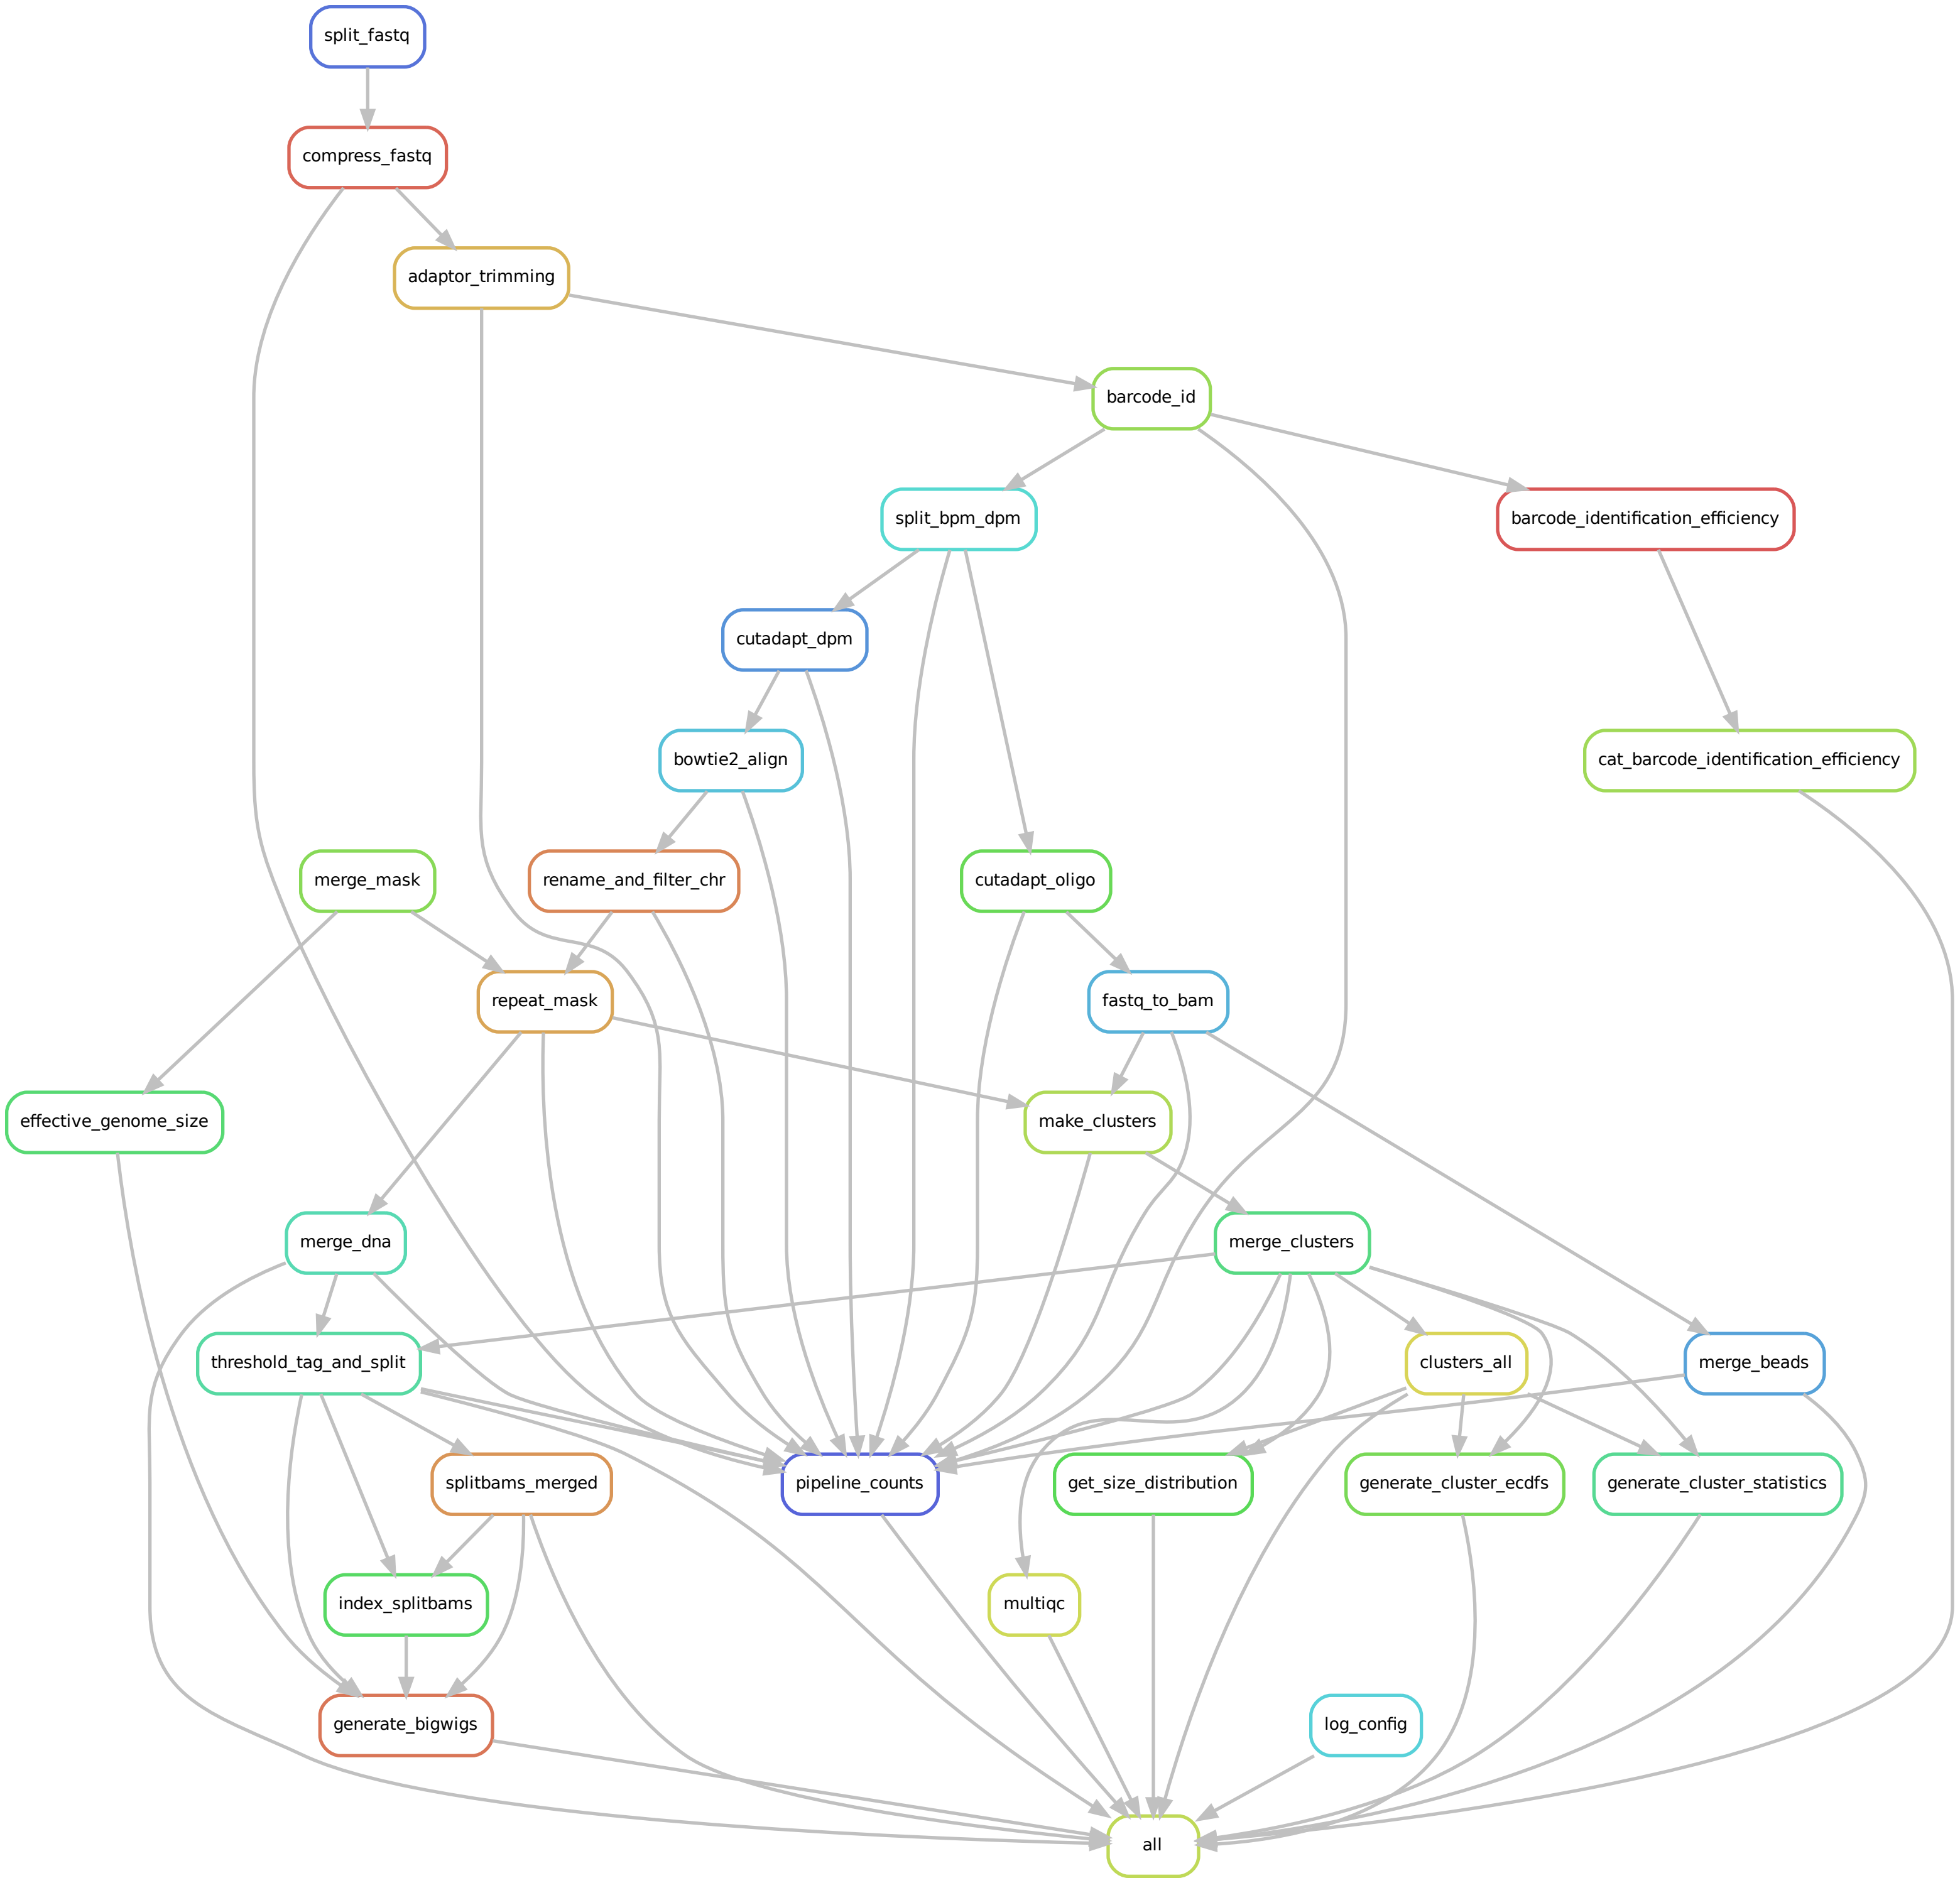 split_fastq
compress_fastq
adaptor_trimming
barcode_id
split_bpm_dpm
barcode_identification_efficiency
cutadapt_dpm
bowtie2_align
cat_barcode_identification_efficiency
merge_mask
rename_and_filter_chr
cutadapt_oligo
repeat_mask
fastq_to_bam
effective_genome_size
make_clusters
merge_dna
merge_clusters
threshold_tag_and_split
clusters_all
merge_beads
splitbams_merged
pipeline_counts
get_size_distribution
generate_cluster_ecdfs
generate_cluster_statistics
index_splitbams
multiqc
generate_bigwigs
log_config
all